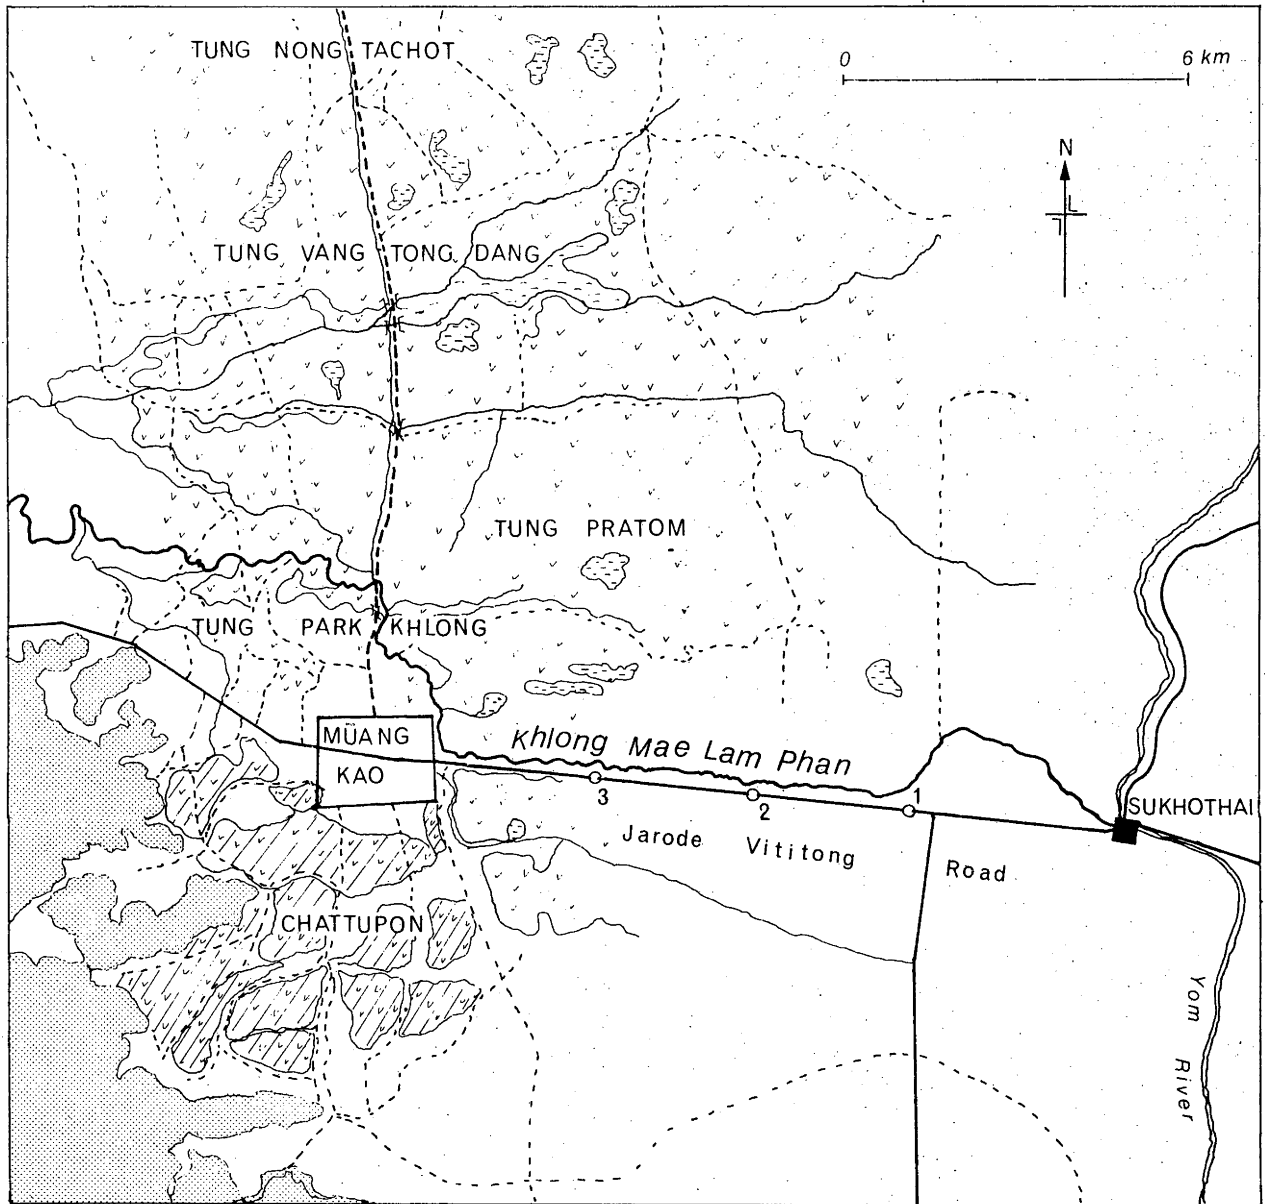 TUNG NONG TACHOT
0 6 km
N
TUNG VANG TONG DANG
TUNG PRATOM
TUNG PARK KHLONG
MÜANG
KAO
Khlong Mae Lam Phan
3
2
1
SUKHOTHAI
Jarode Vititong Road
CHATTUPON
Yom River